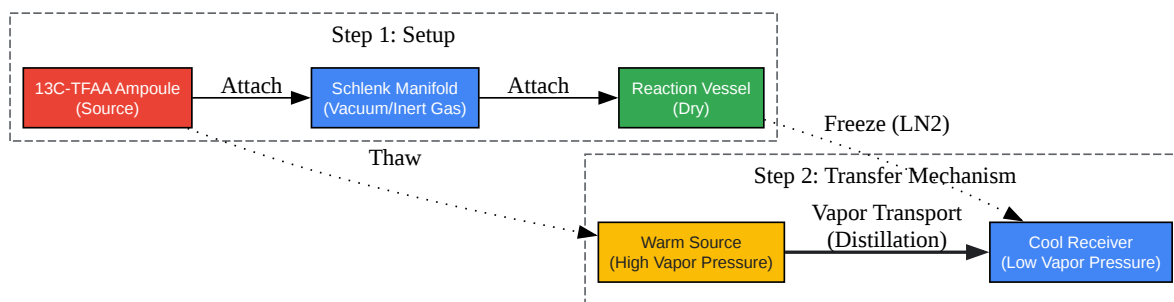 Step 1: Setup
13C-TFAA Ampoule
(Source)
Attach
Schlenk Manifold
(Vacuum/Inert Gas)
Attach
Reaction Vessel
(Dry)
Thaw
Freeze (LN2)
Step 2: Transfer Mechanism
Warm Source
(High Vapor Pressure)
Vapor Transport
(Distillation)
Cool Receiver
(Low Vapor Pressure)